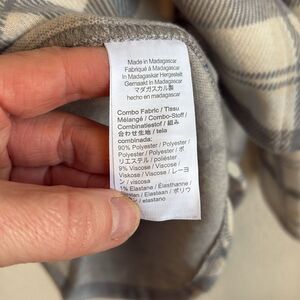 Made in Madagascar
Fabriqué à Madagascar
In Madagaskar Hergestellt
Gemaakt in Madagascar
マダガスカル製
hecho en madagascar
Combo Fabric / Tissu
Mélangé / Combo-Stoff /
Combinatiestof / 組み
合わせ生地 / tela
combinada:
90% Polyester / Polyester /
Polyester / Polyester / ポ
リエステル / poliéster
9% Viscose / Viscose /
Viskose / Viscose / レーヨ
ン / viscosa
1% Elastane / Élasthanne /
Elastan / Elastaan / ポリウ
/ elastano